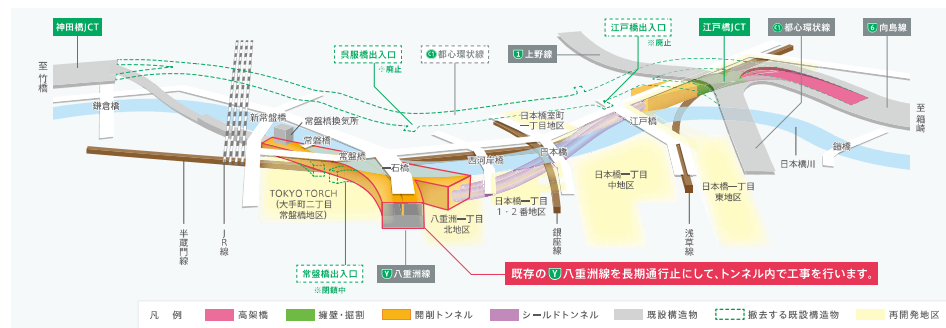 神田橋JCT
至竹橋
鎌倉橋
新常盤橋
常盤橋換気所
常磐橋
常盤橋
一石橋
呉服橋出入口
※廃止
C1都心環状線
1上野線
江戸橋出入口
※廃止
江戸橋JCT
C1都心環状線
6向島線
至箱崎
日本橋室町
一丁目地区
江戸橋
西河岸橋
日本橋
日本橋川
鎧橋
TOKYO TORCH
(大手町二丁目
常盤橋地区)
八重洲一丁目
北地区
日本橋一丁目
1・2番地区
日本橋一丁目
中地区
日本橋一丁目
東地区
半蔵門線
JR線
銀座線
浅草線
常盤橋出入口
※閉鎖中
Y八重洲線
既存のY八重洲線を長期通行止にして、トンネル内で工事を行います。
凡 例
高架橋
擁壁・掘割
開削トンネル
シールドトンネル
既設構造物
撤去する既設構造物
再開発地区